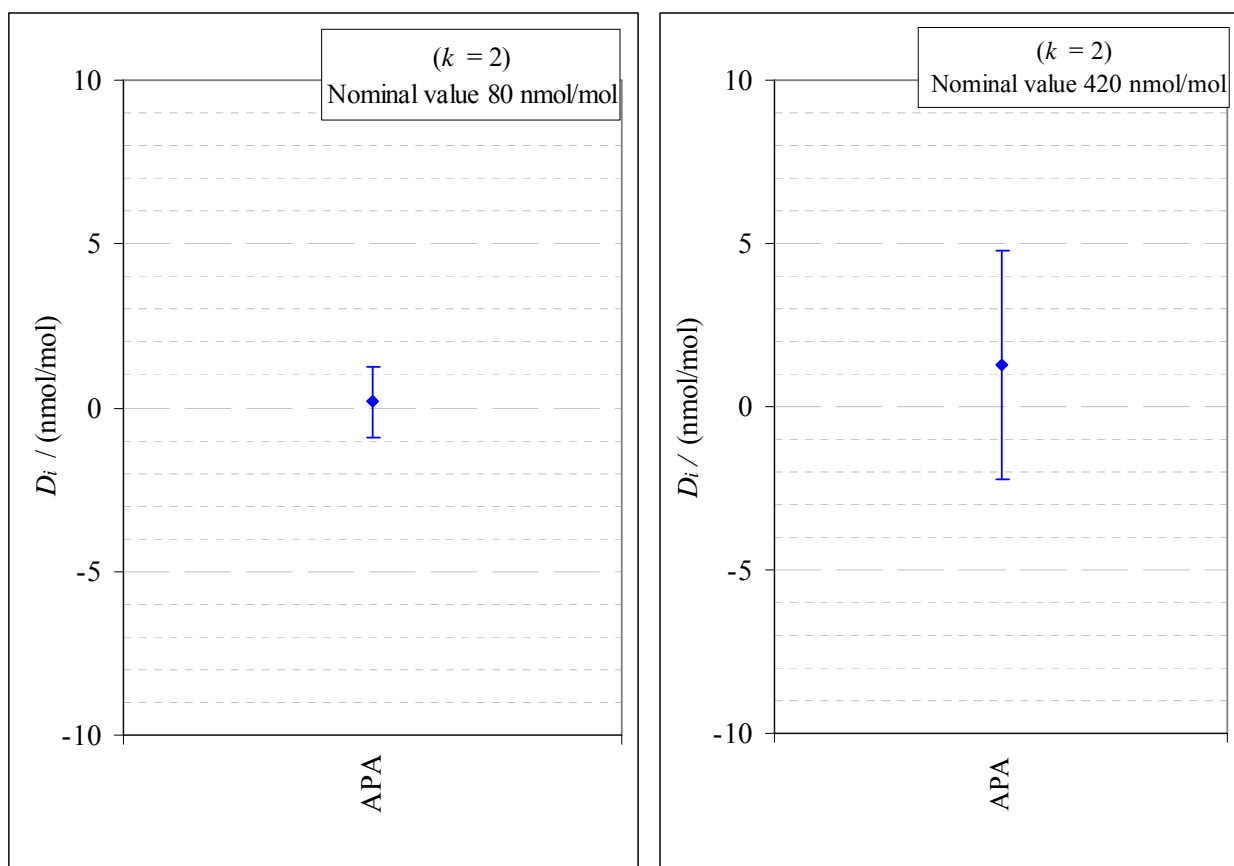 (k = 2)
Nominal value 80 nmol/mol
10
5
0
-5
-10
Di / (nmol/mol)
APA
(k = 2)
Nominal value 420 nmol/mol
10
5
0
-5
-10
Di / (nmol/mol)
APA